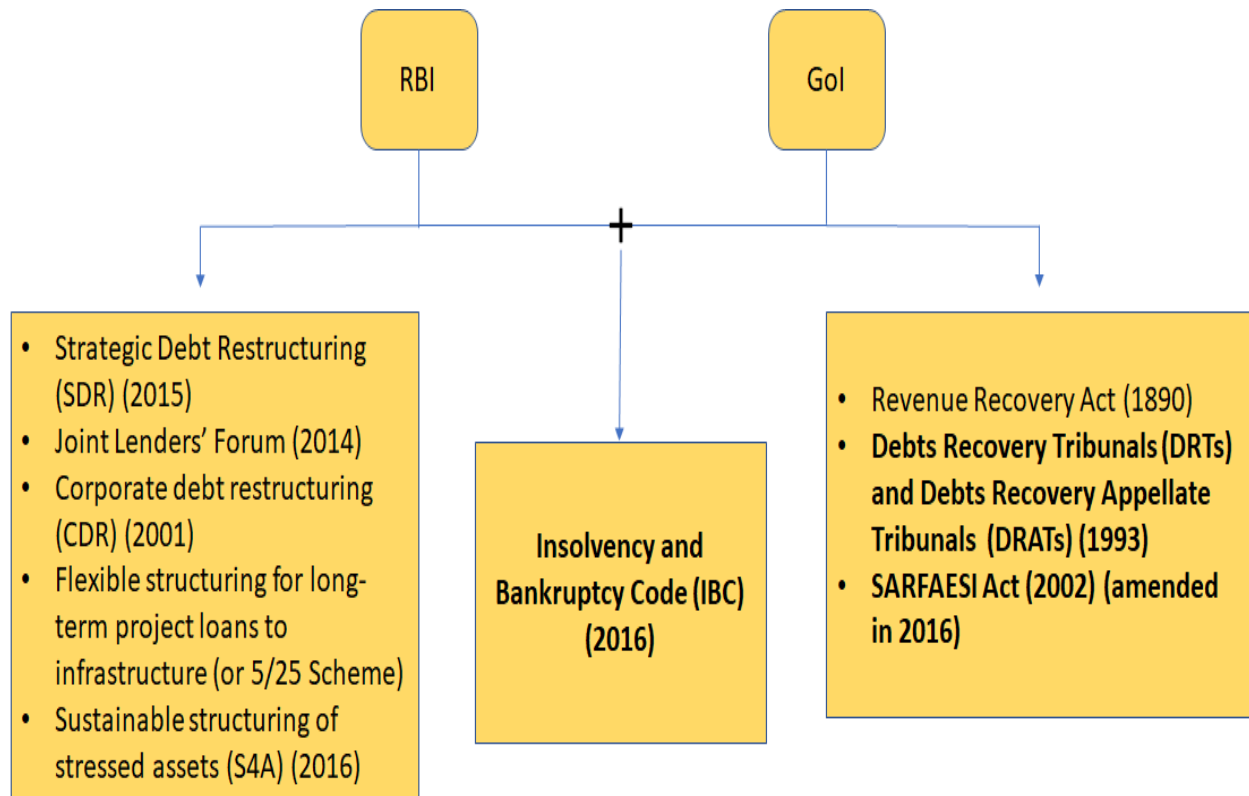 RBI
GoI
+
• Strategic Debt Restructuring
(SDR) (2015)
• Joint Lenders’ Forum (2014)
• Corporate debt restructuring
(CDR) (2001)
• Flexible structuring for long-
term project loans to
infrastructure (or 5/25 Scheme)
• Sustainable structuring of
stressed assets (S4A) (2016)
Insolvency and
Bankruptcy Code (IBC)
(2016)
• Revenue Recovery Act (1890)
• Debts Recovery Tribunals (DRTs)
and Debts Recovery Appellate
Tribunals (DRATs) (1993)
• SARFAESI Act (2002) (amended
in 2016)